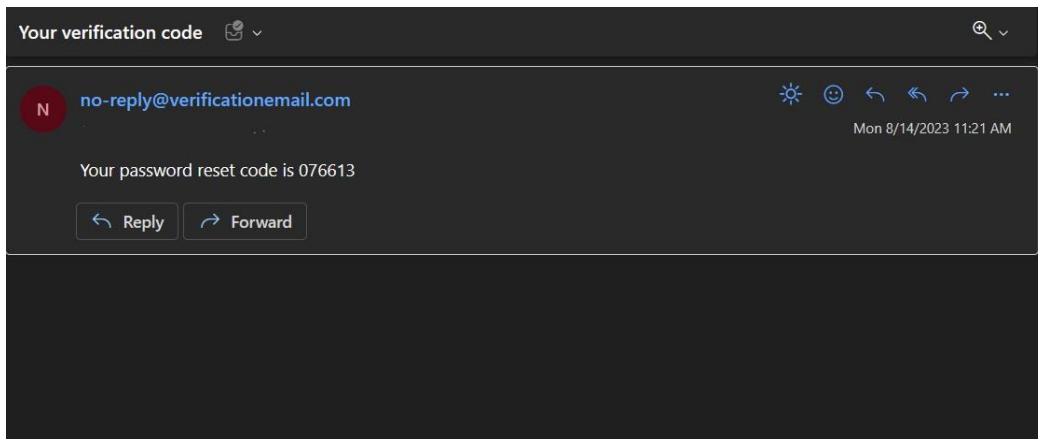 Your verification code
N
no-reply@verificationemail.com
Mon 8/14/2023 11:21 AM
Your password reset code is 076613
Reply
Forward